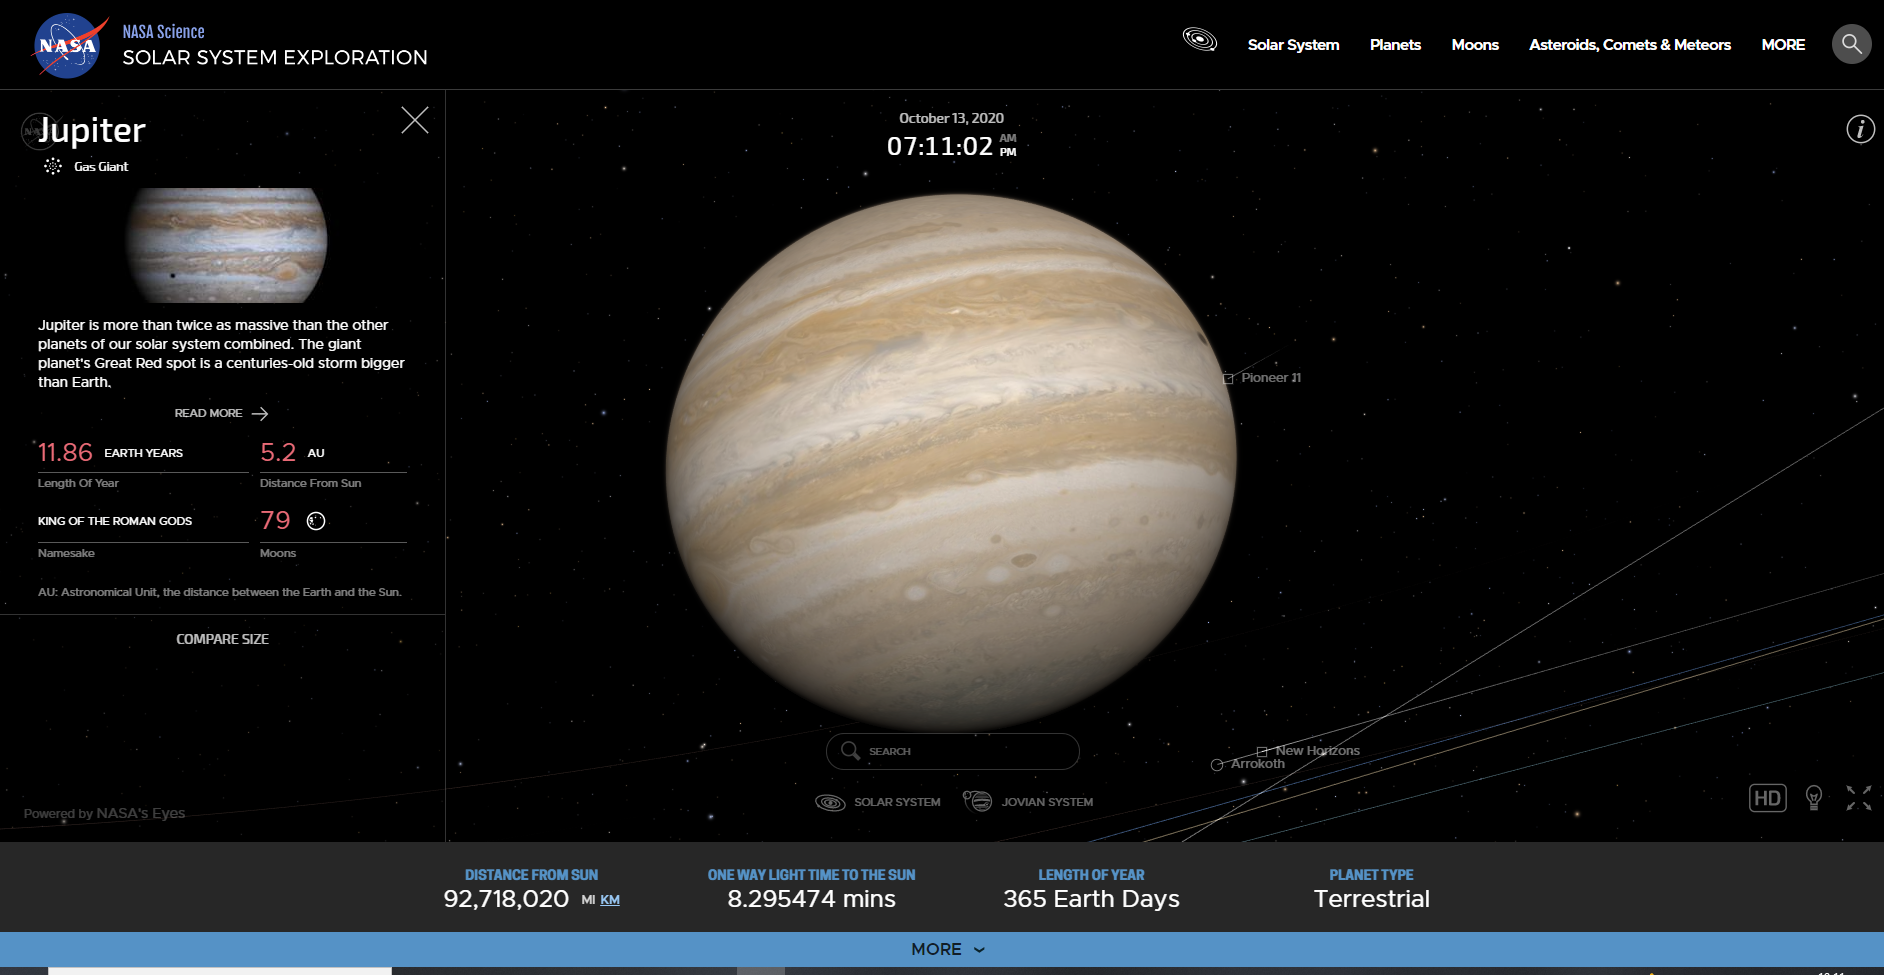 NASA
NASA Science
SOLAR SYSTEM EXPLORATION
Solar System
Planets
Moons
Asteroids, Comets & Meteors
MORE
Jupiter
Gas Giant
Jupiter is more than twice as massive than the other
planets of our solar system combined. The giant
planet's Great Red spot is a centuries-old storm bigger
than Earth.
READ MORE
11.86 EARTH YEARS
Length Of Year
5.2 AU
Distance From Sun
KING OF THE ROMAN GODS
Namesake
79
Moons
AU: Astronomical Unit, the distance between the Earth and the Sun.
COMPARE SIZE
Powered by NASA's Eyes
October 13, 2020
07:11:02 AM
PM
i
Pioneer 11
New Horizons
Arrokoth
SEARCH
SOLAR SYSTEM
JOVIAN SYSTEM
HD
DISTANCE FROM SUN
92,718,020 MI KM
ONE WAY LIGHT TIME TO THE SUN
8.295474 mins
LENGTH OF YEAR
365 Earth Days
PLANET TYPE
Terrestrial
MORE